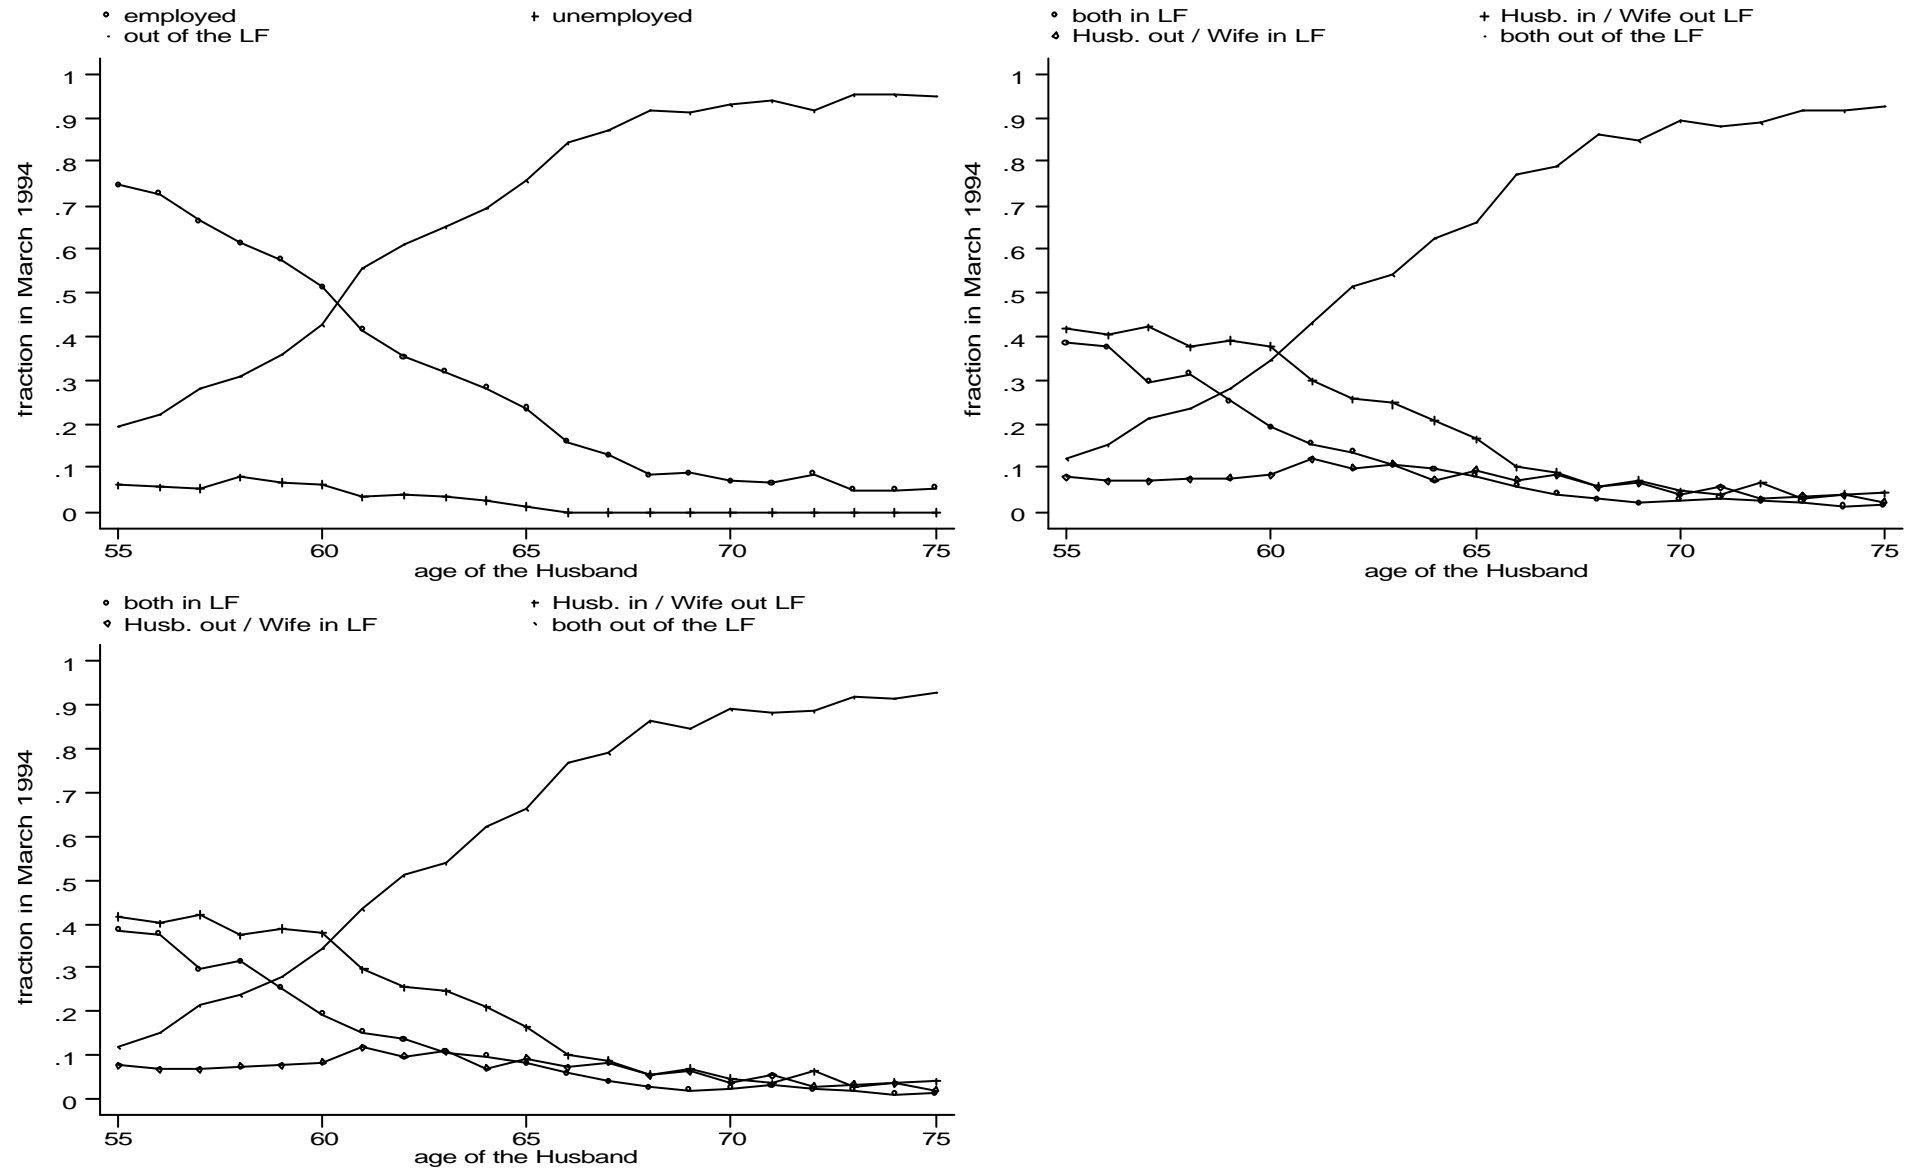 employed unemployed
out of the LF
1
.9
.8
.7
.6
.5
.4
.3
.2
.1
0
fraction in March 1994
55 60 65 70 75
age of the Husband
both in LF Husb. in / Wife out LF
Husb. out / Wife in LF both out of the LF
1
.9
.8
.7
.6
.5
.4
.3
.2
.1
0
fraction in March 1994
55 60 65 70 75
age of the Husband
both in LF Husb. in / Wife out LF
Husb. out / Wife in LF both out of the LF
1
.9
.8
.7
.6
.5
.4
.3
.2
.1
0
fraction in March 1994
55 60 65 70 75
age of the Husband